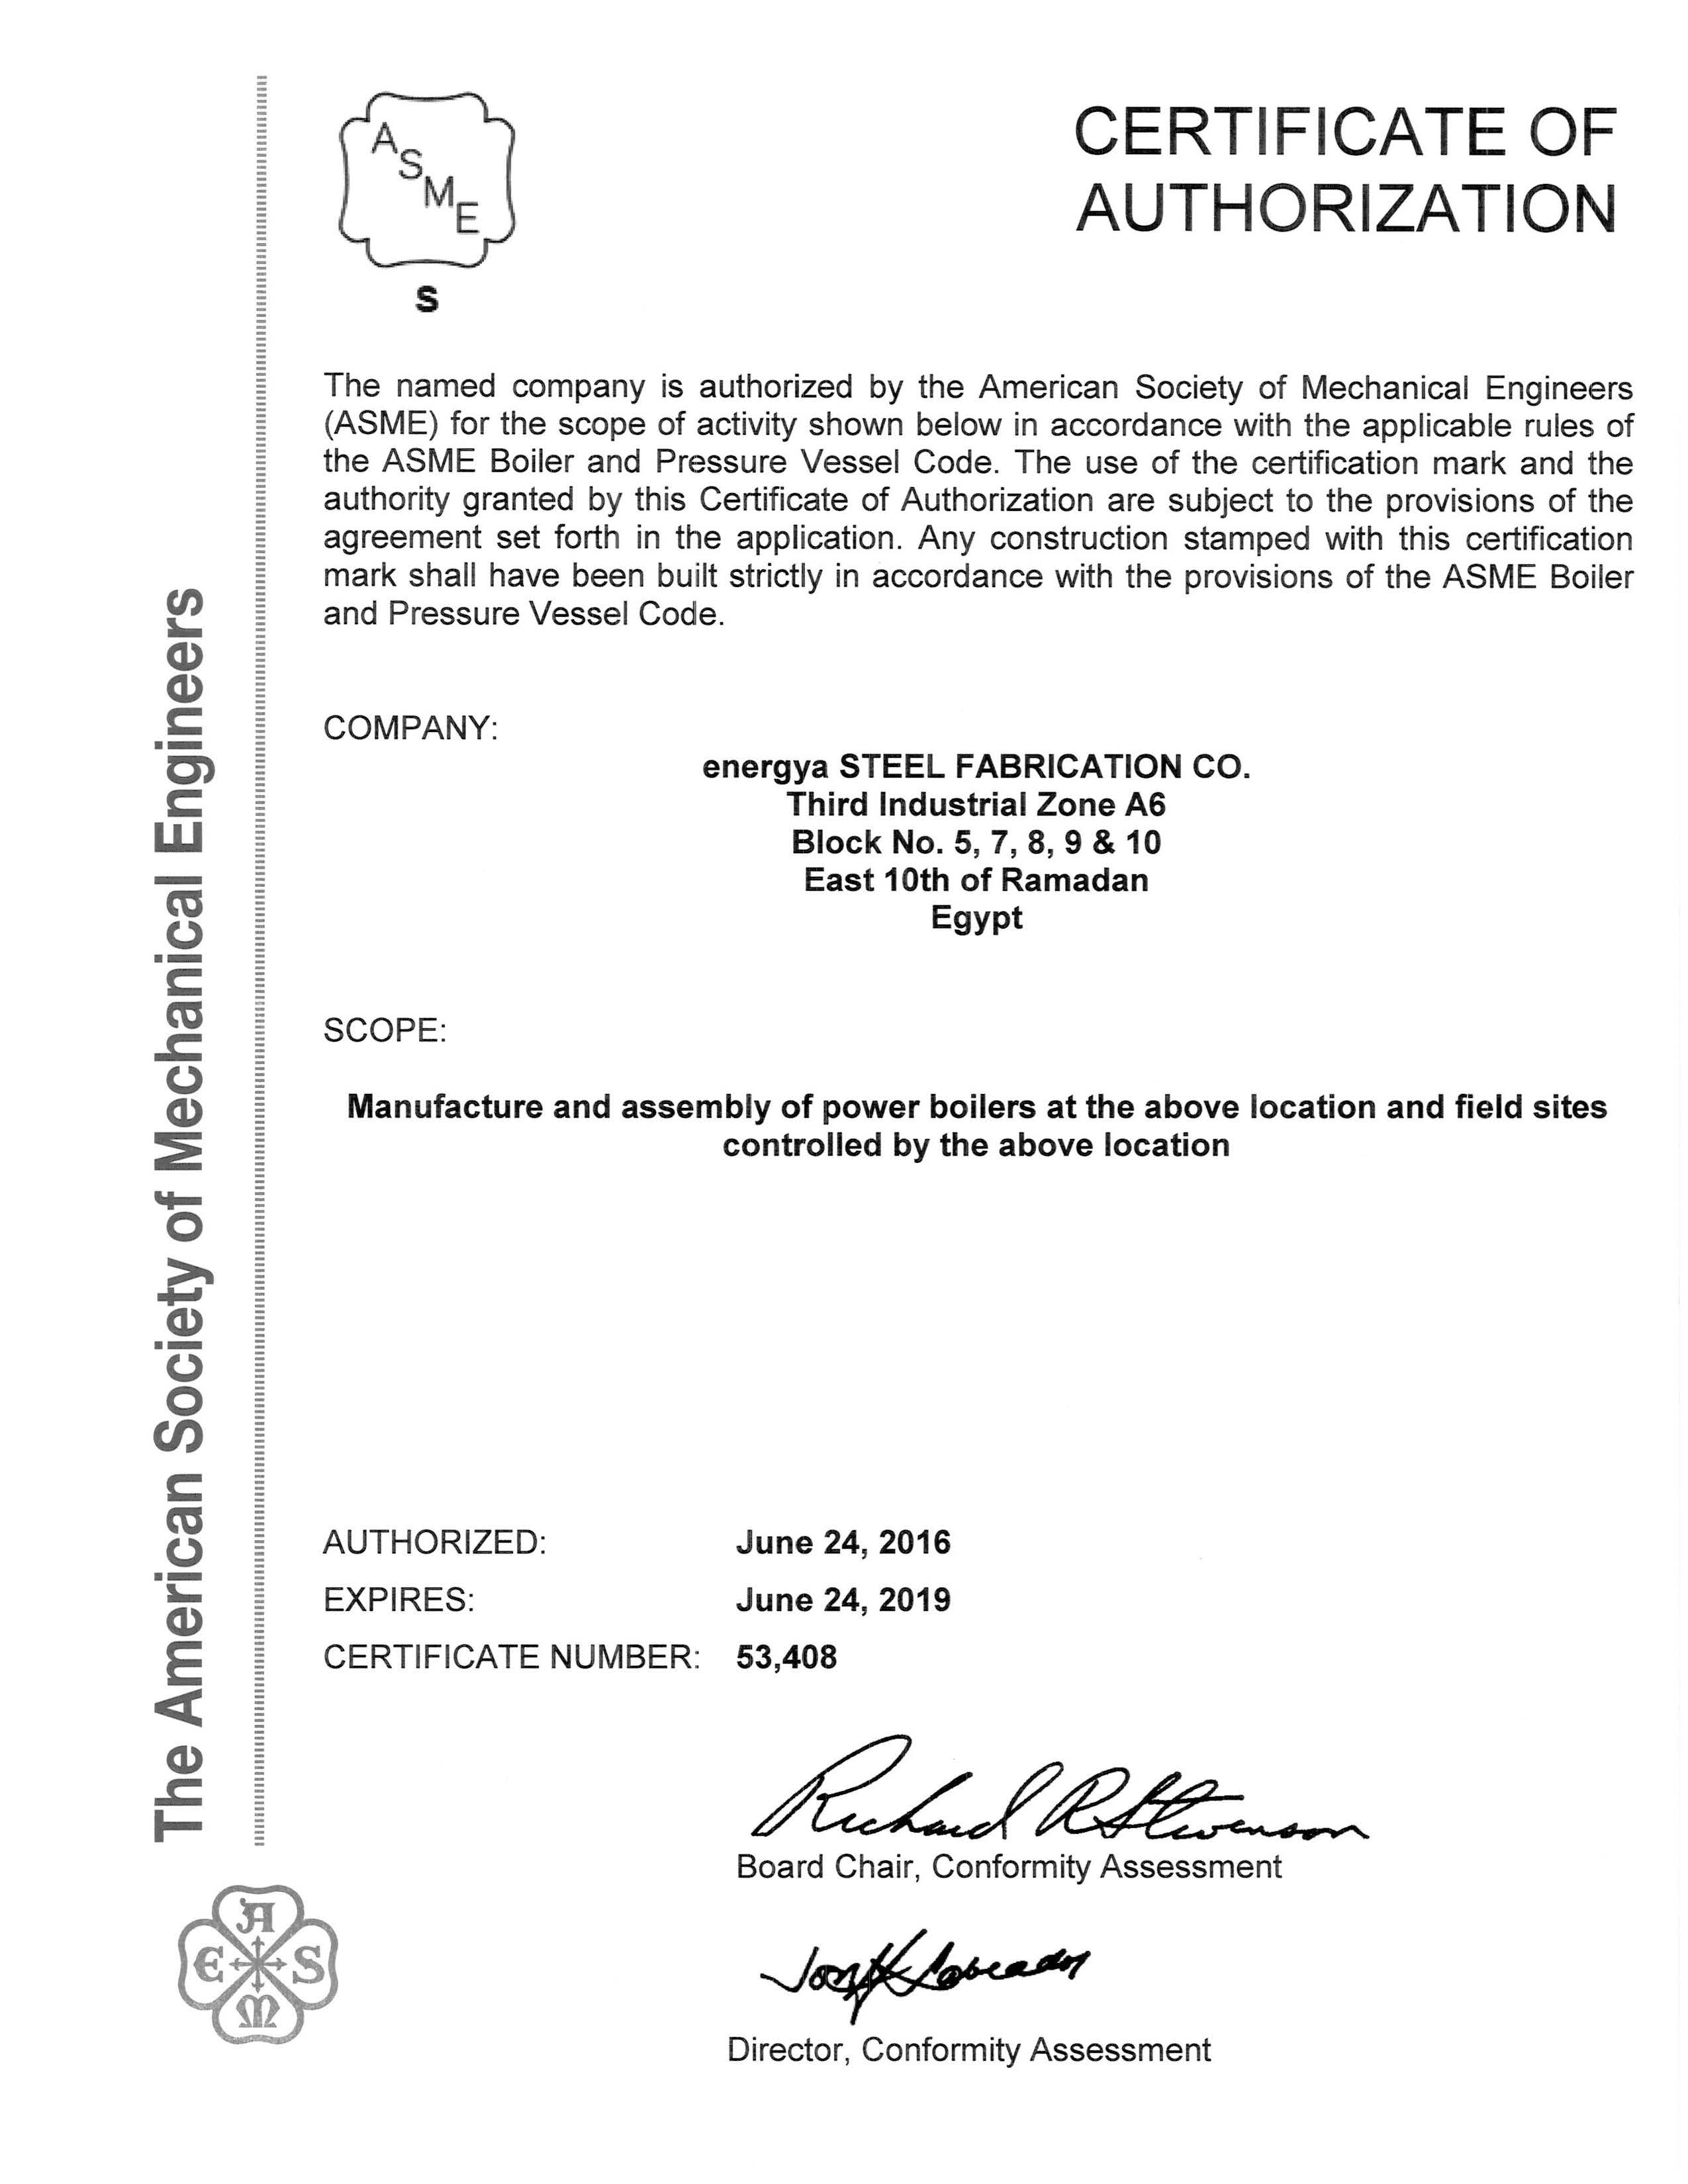 ASME
S
CERTIFICATE OF
AUTHORIZATION
The named company is authorized by the American Society of Mechanical Engineers
(ASME) for the scope of activity shown below in accordance with the applicable rules of
the ASME Boiler and Pressure Vessel Code. The use of the certification mark and the
authority granted by this Certificate of Authorization are subject to the provisions of the
agreement set forth in the application. Any construction stamped with this certification
mark shall have been built strictly in accordance with the provisions of the ASME Boiler
and Pressure Vessel Code.
COMPANY:
energya STEEL FABRICATION CO.
Third Industrial Zone A6
Block No. 5, 7, 8, 9 & 10
East 10th of Ramadan
Egypt
SCOPE:
Manufacture and assembly of power boilers at the above location and field sites
controlled by the above location
AUTHORIZED: June 24, 2016
EXPIRES: June 24, 2019
CERTIFICATE NUMBER: 53,408
Richard R Stevenson
Board Chair, Conformity Assessment
Director, Conformity Assessment
The American Society of Mechanical Engineers
ASME